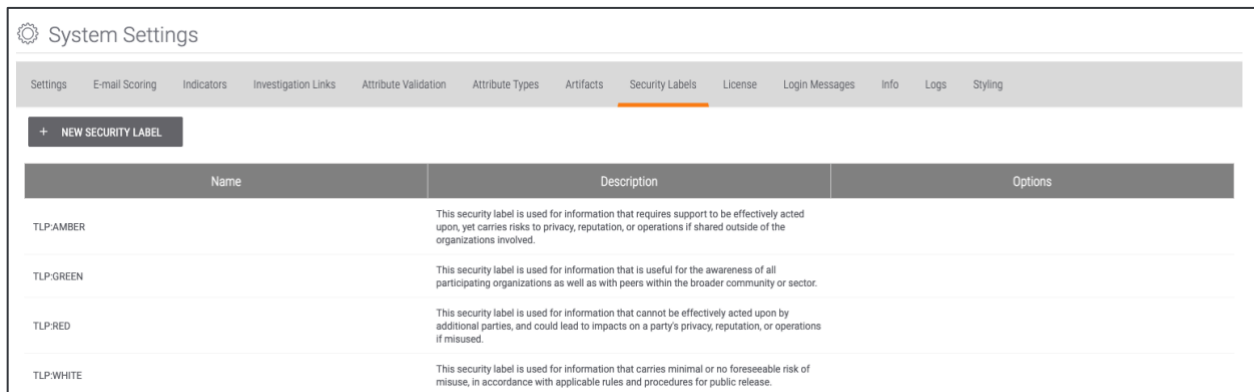 System Settings
Settings E-mail Scoring Indicators Investigation Links Attribute Validation Attribute Types Artifacts Security Labels License Login Messages Info Logs Styling
+ NEW SECURITY LABEL
Name Description Options
TLP:AMBER
This security label is used for information that requires support to be effectively acted
upon, yet carries risks to privacy, reputation, or operations if shared outside of the
organizations involved.
TLP:GREEN
This security label is used for information that is useful for the awareness of all
participating organizations as well as with peers within the broader community or sector.
TLP:RED
This security label is used for information that cannot be effectively acted upon by
additional parties, and could lead to impacts on a party's privacy, reputation, or operations
if misused.
TLP:WHITE
This security label is used for information that carries minimal or no foreseeable risk of
misuse, in accordance with applicable rules and procedures for public release.